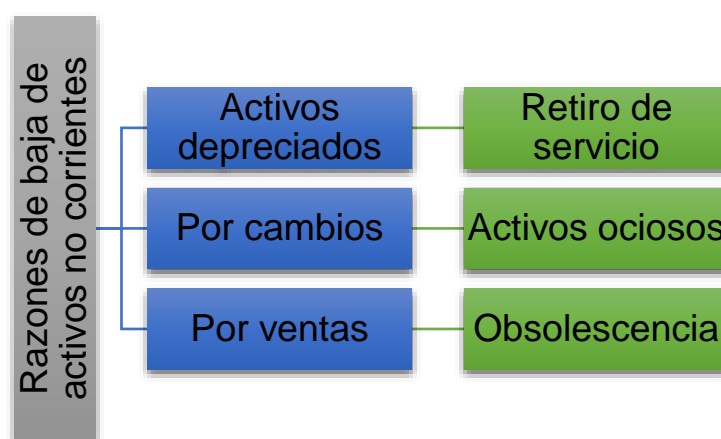 Razones de baja de
activos no corrientes
Activos
depreciados
Retiro de
servicio
Por cambios
Activos ociosos
Por ventas
Obsolescencia